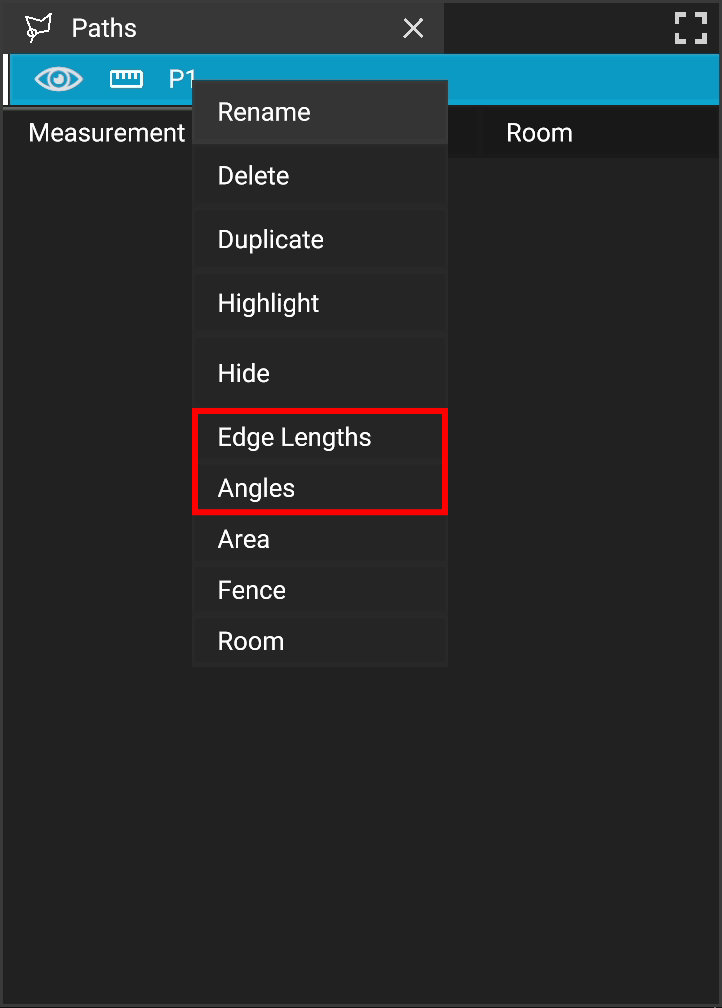 Paths
P1
Rename
Measurement
Room
Delete
Duplicate
Highlight
Hide
Edge Lengths
Angles
Area
Fence
Room